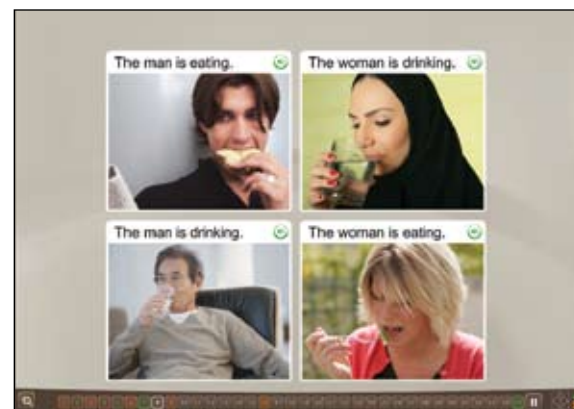 The man is eating.
The woman is drinking.
The man is drinking.
The woman is eating.